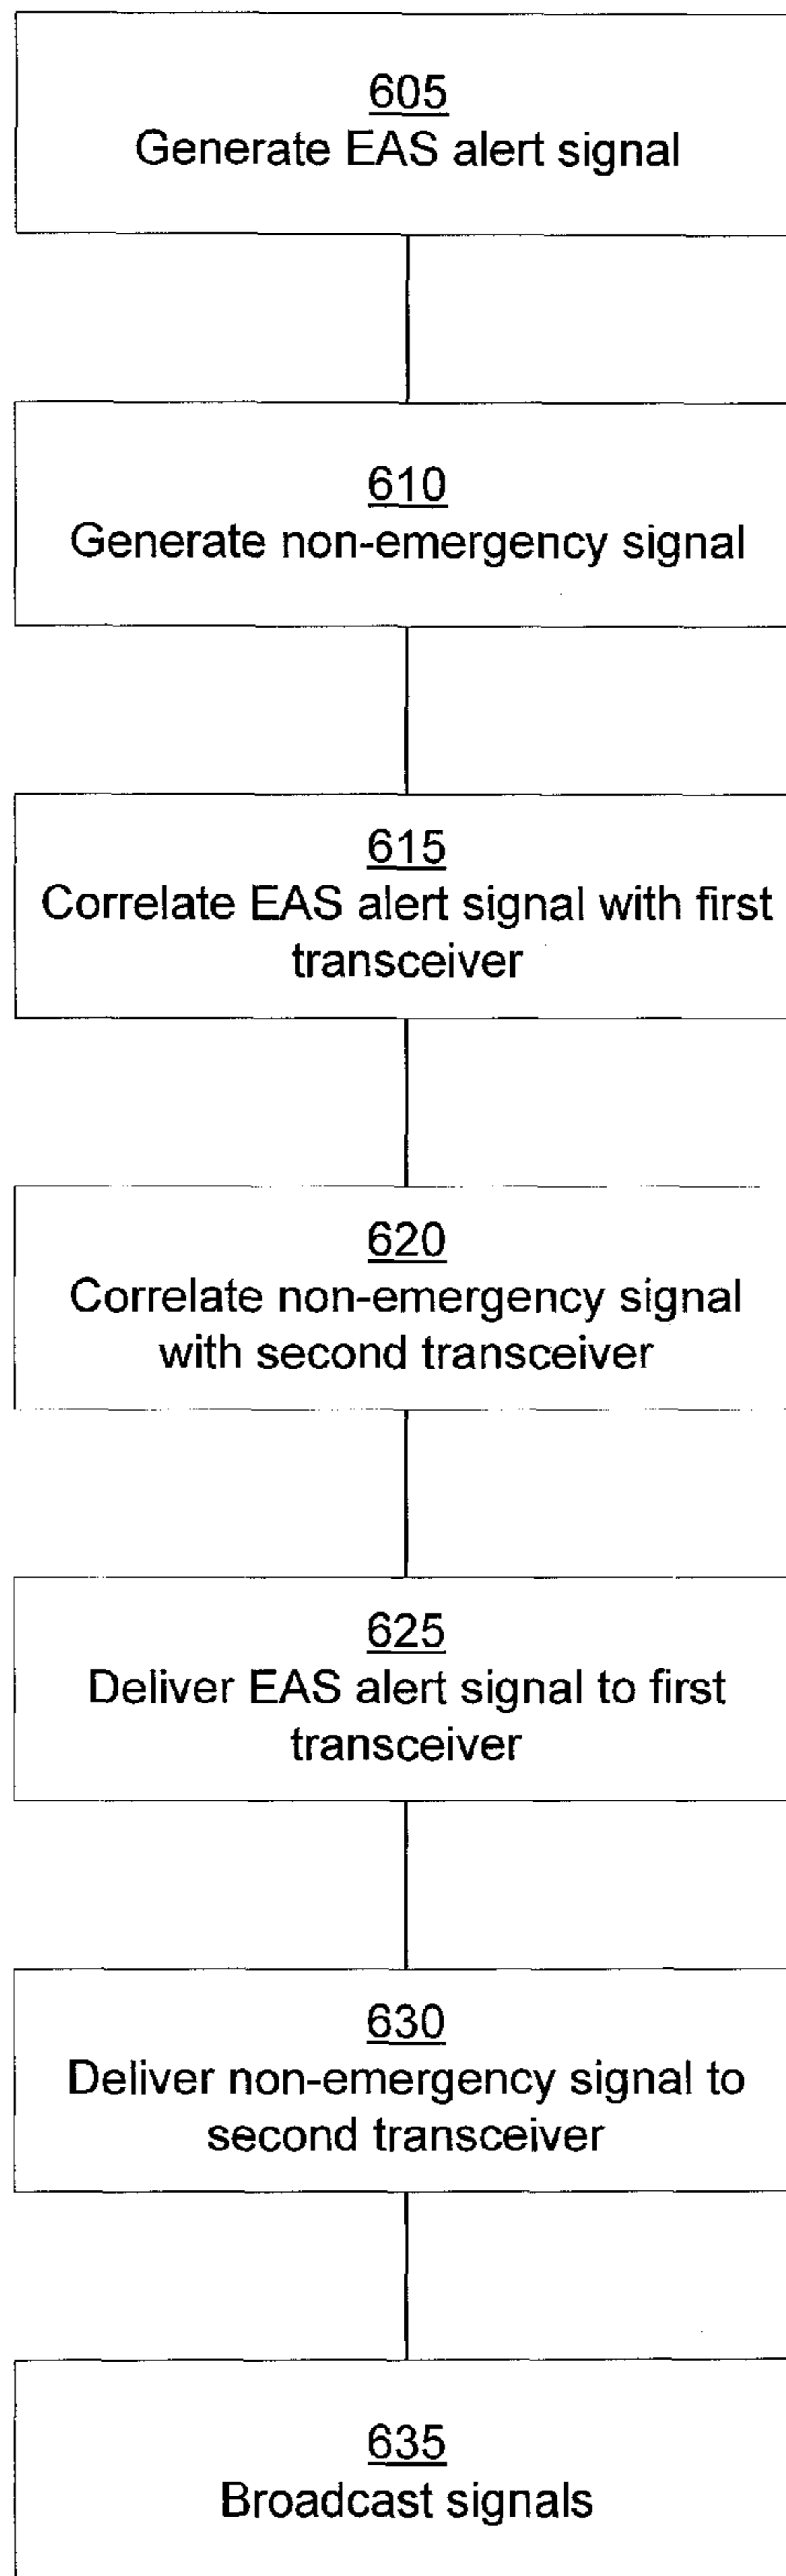 605
Generate EAS alert signal
610
Generate non-emergency signal
615
Correlate EAS alert signal with first
transceiver
620
Correlate non-emergency signal
with second transceiver
625
Deliver EAS alert signal to first
transceiver
630
Deliver non-emergency signal to
second transceiver
635
Broadcast signals